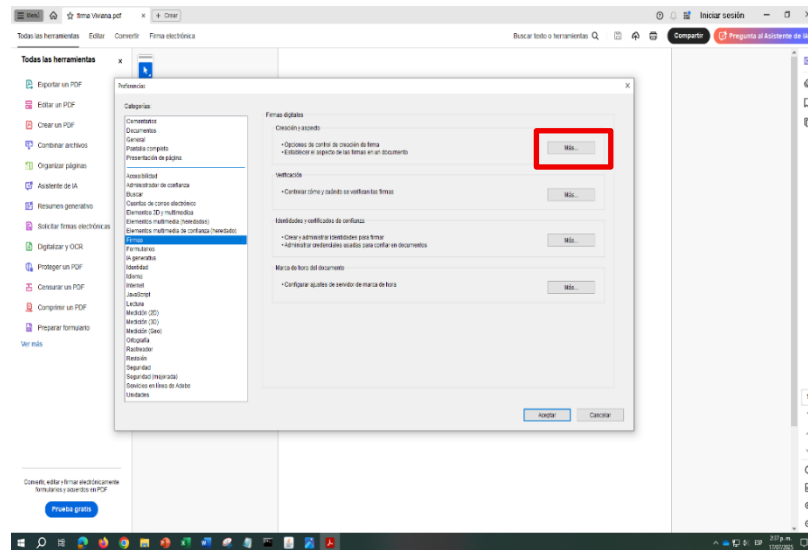 Menú
firma Viviana.pdf
x
+ Crear
Iniciar sesión
Todas las herramientas Editar Convertir Firma electrónica
Buscar todo o herramientas
Compartir
Pregunta al Asistente de IA
Todas las herramientas x
Exportar un PDF
Editar un PDF
Crear un PDF
Combinar archivos
Organizar páginas
Asistente de IA
Resumen generativo
Solicitar firmas electrónicas
Digitalizar y OCR
Proteger un PDF
Censurar un PDF
Comprimir un PDF
Preparar formulario
Ver más
Convierta, edite y firme electrónicamente
formularios y acuerdos en PDF
Prueba gratis
Preferencias
Categorías:
Comentarios
Documentos
General
Pantalla completa
Presentación de página
Accesibilidad
Administrador de confianza
Buscar
Cuentas de correo electrónico
Elementos 3D y multimedios
Elementos multimedia (heredados)
Elementos multimedia de confianza (heredado)
Firmas
Formularios
IA generativa
Identidad
Idioma
Internet
JavaScript
Lectura
Medición (2D)
Medición (3D)
Medición (Geo)
Ortografía
Rastreador
Revisión
Seguridad
Seguridad (mejorada)
Servicios en línea de Adobe
Unidades
Firmas digitales
Creación y aspecto
• Opciones de control de creación de firma
• Establecer el aspecto de las firmas en un documento
Más...
Verificación
• Controlar cómo y cuándo se verifican las firmas
Más...
Identidades y certificados de confianza
• Crear y administrar identidades para firmar
• Administrar credenciales usadas para confiar en documentos
Más...
Marca de hora del documento
• Configurar ajustes de servidor de marca de hora
Más...
Aceptar
Cancelar
ESP
2:37 p. m.
17/07/2025